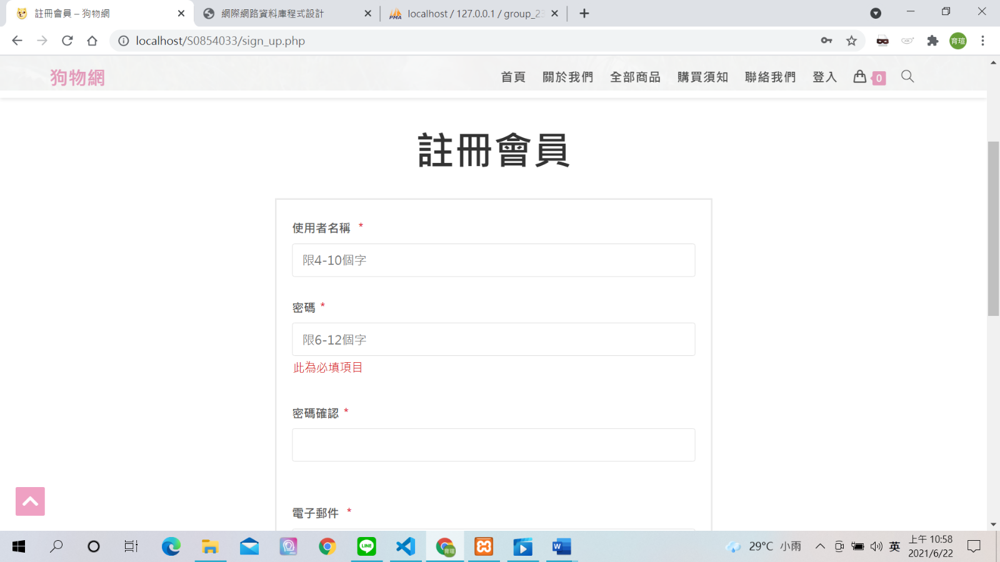 註冊會員 – 狗物網
網際網路資料庫程式設計
localhost / 127.0.0.1 / group_23
localhost/S0854033/sign_up.php
育瑄
狗物網
首頁 關於我們 全部商品 購買須知 聯絡我們 登入 0
註冊會員
使用者名稱 *
限4-10個字
密碼 *
限6-12個字
此為必填項目
密碼確認 *
電子郵件 *
29°C 小雨
英
上午 10:58
2021/6/22